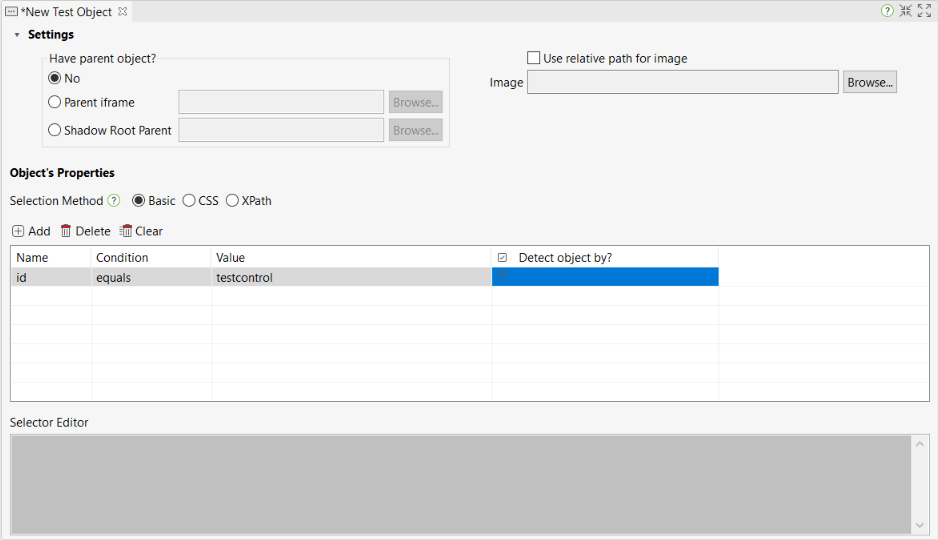 *New Test Object
Settings
Have parent object?
No
Parent iframe
Browse...
Shadow Root Parent
Browse...
Use relative path for image
Image
Browse...
Object's Properties
Selection Method ? Basic CSS XPath
Add Delete Clear
Name Condition Value Detect object by?
id equals testcontrol
Selector Editor